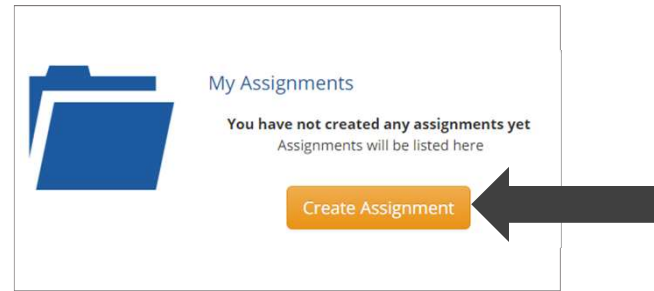 My Assignments
You have not created any assignments yet
Assignments will be listed here
Create Assignment